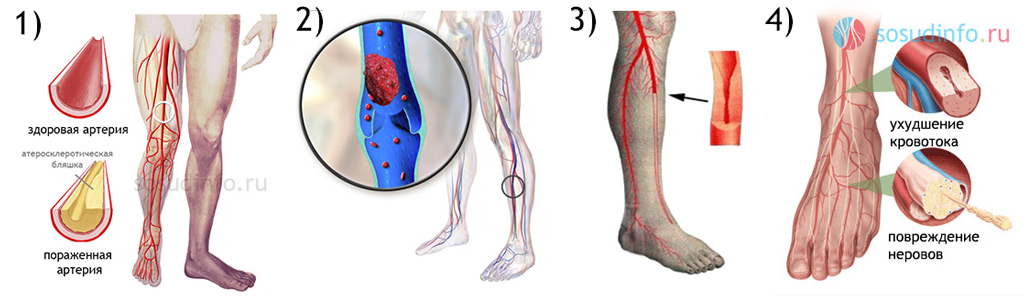 1)
здоровая артерия
атеросклеротическая
бляшка
пораженная
артерия
sosudinfo.ru
2)
3)
4)
sosudinfo.ru
ухудшение
кровотока
повреждение
неровов